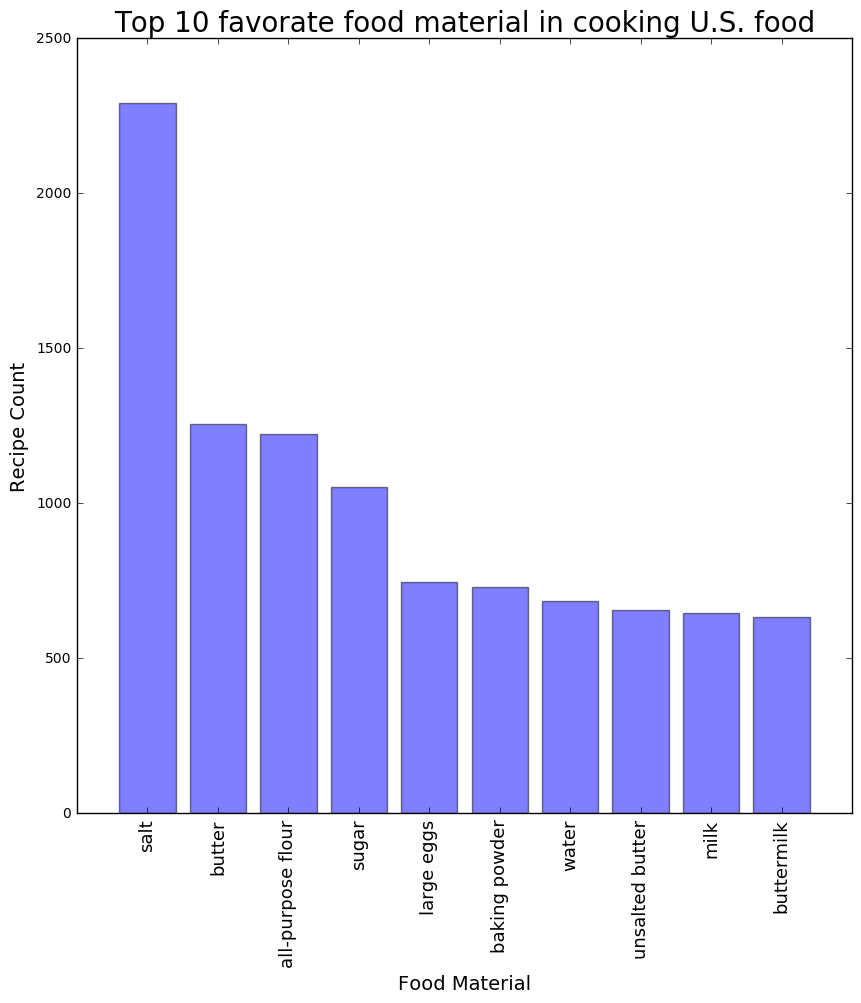 Top 10 favorate food material in cooking U.S. food
2500
2000
1500
1000
500
0
Recipe Count
salt
butter
all-purpose flour
sugar
large eggs
baking powder
water
unsalted butter
milk
buttermilk
Food Material